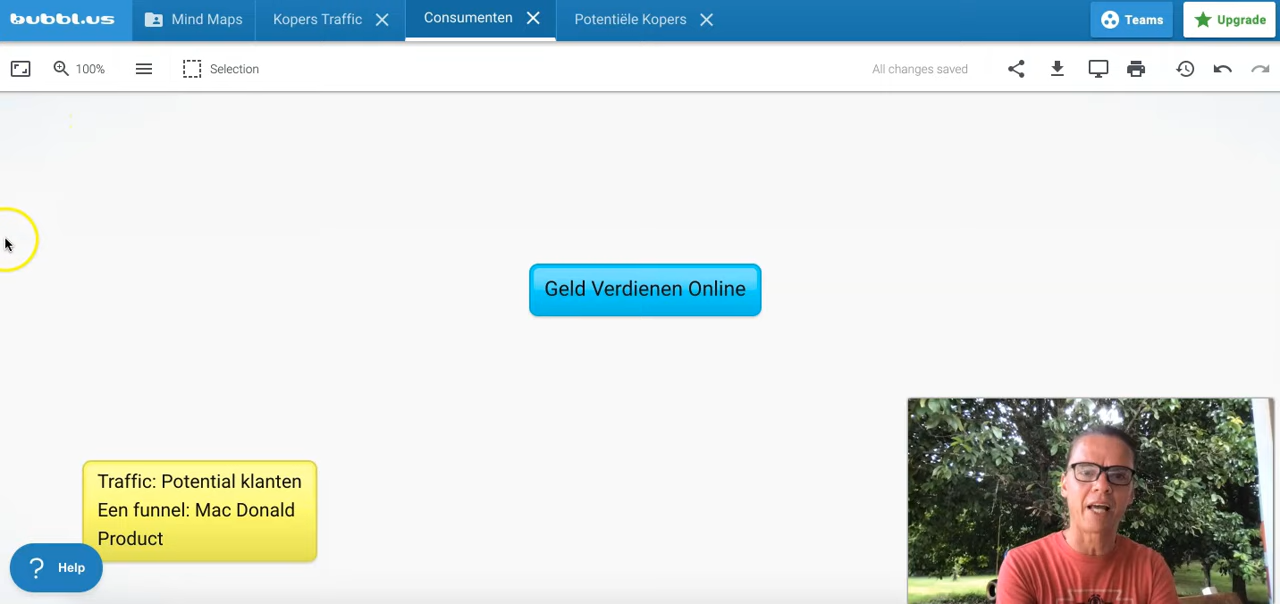 bubbl.us
Mind Maps
Kopers Traffic
Consumenten
Potentiële Kopers
Teams
Upgrade
100%
Selection
All changes saved
Geld Verdienen Online
Traffic: Potential klanten
Een funnel: Mac Donald
Product
? Help